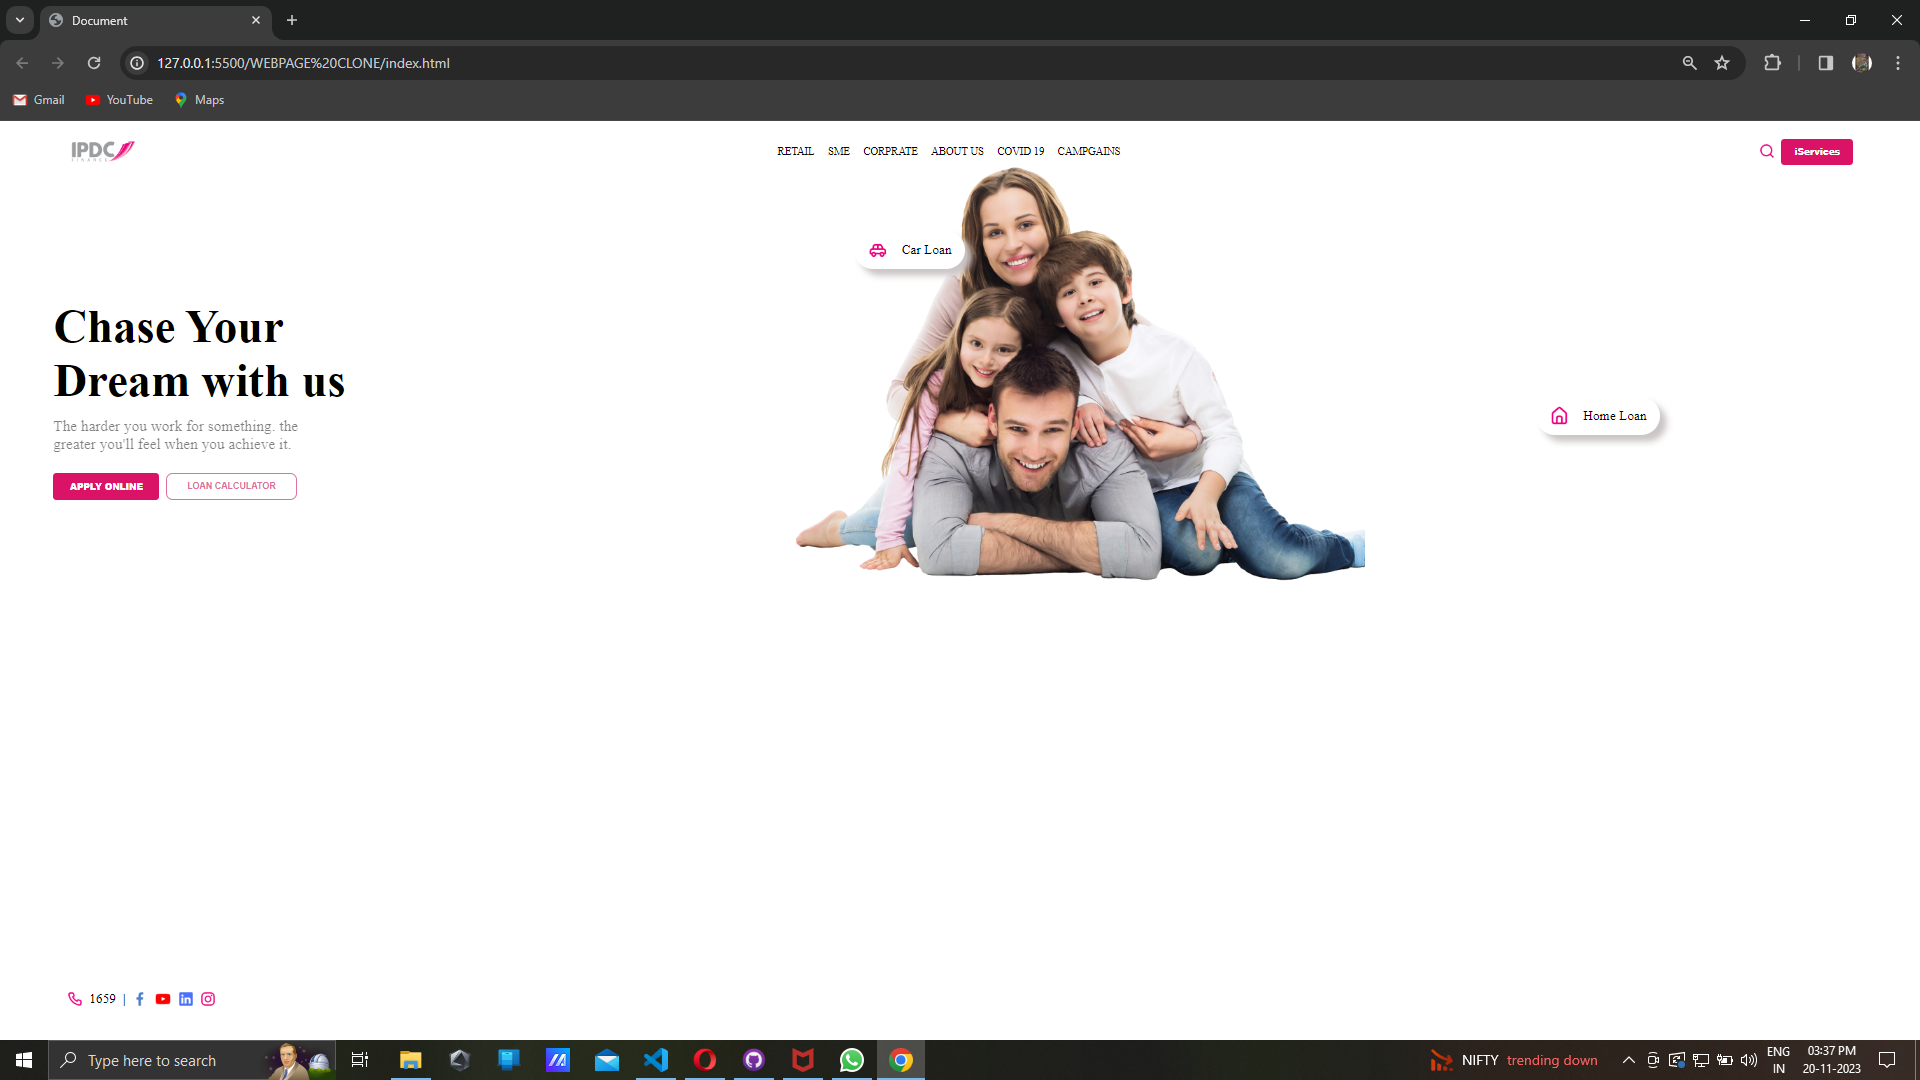 Document
127.0.0.1:5500/WEBPAGE%20CLONE/index.html
Gmail YouTube Maps
IPDC
FINANCE
RETAIL SME CORPRATE ABOUT US COVID 19 CAMPGAINS
iServices
Car Loan
Chase Your
Dream with us
The harder you work for something. the
greater you'll feel when you achieve it.
APPLY ONLINE LOAN CALCULATOR
Home Loan
1659 |
Type here to search
NIFTY trending down
ENG
IN
03:37 PM
20-11-2023